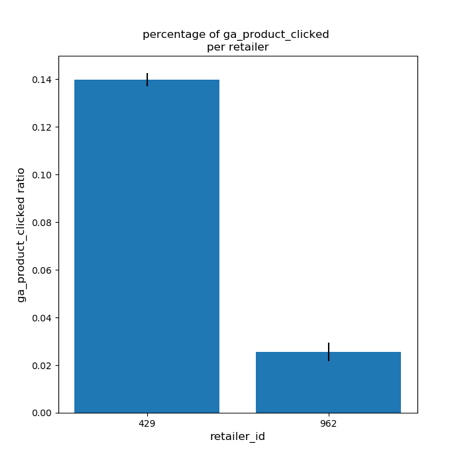 percentage of ga_product_clicked
per retailer
0.14
0.12
0.10
0.08
0.06
0.04
0.02
0.00
ga_product_clicked ratio
429
962
retailer_id